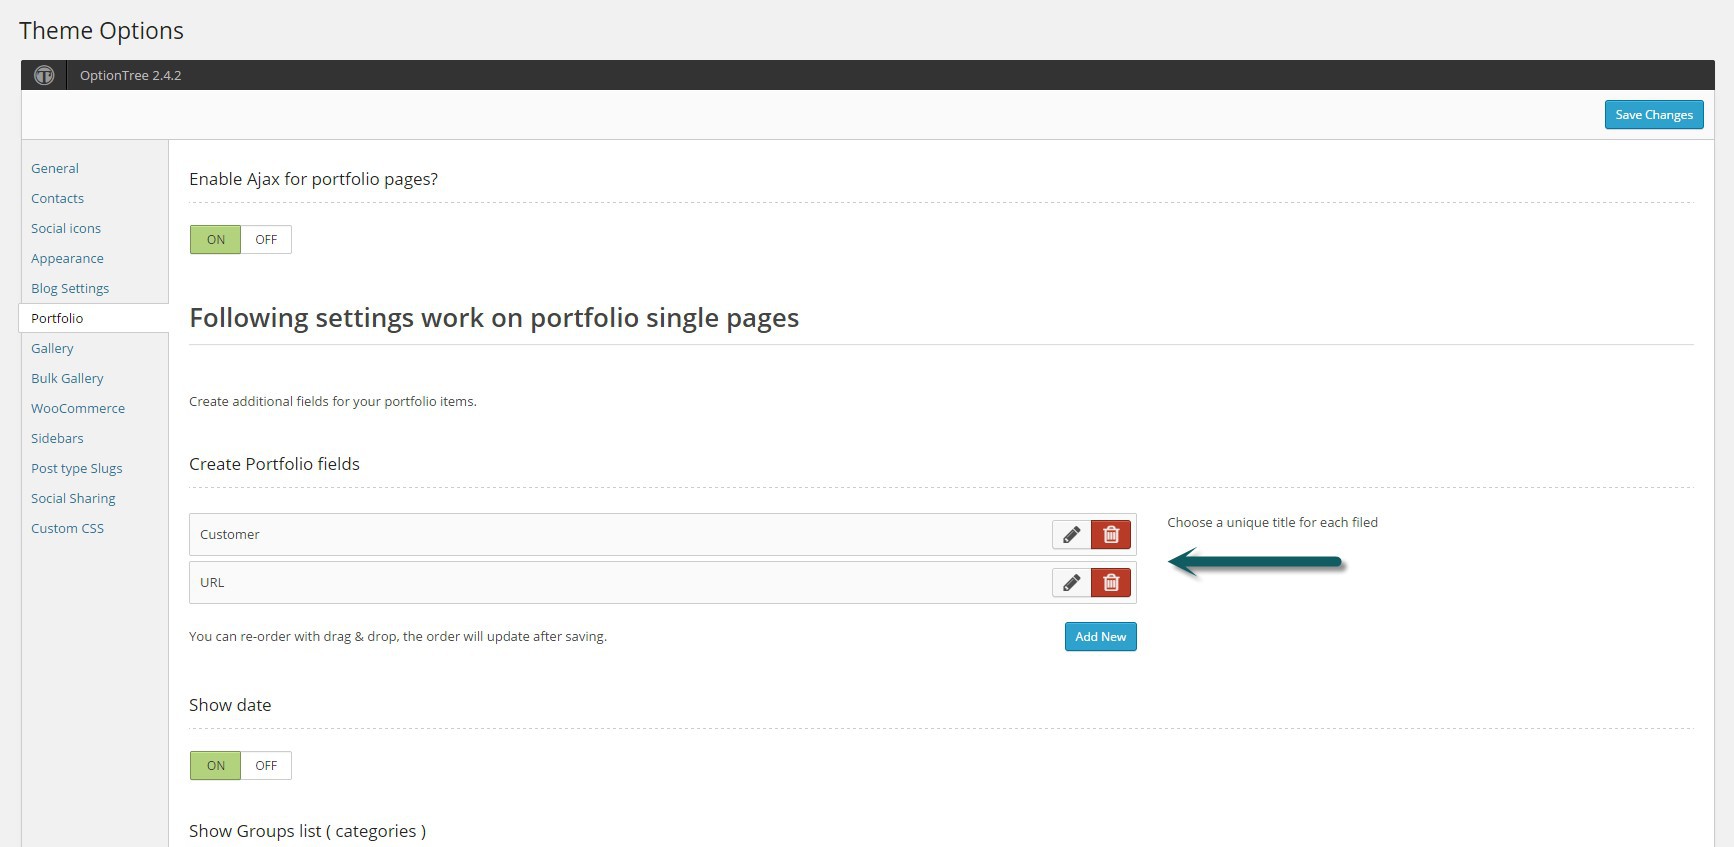 Theme Options
OptionTree 2.4.2
Save Changes
General
Contacts
Social icons
Appearance
Blog Settings
Portfolio
Gallery
Bulk Gallery
WooCommerce
Sidebars
Post type Slugs
Social Sharing
Custom CSS
Enable Ajax for portfolio pages?
ON OFF
Following settings work on portfolio single pages
Create additional fields for your portfolio items.
Create Portfolio fields
Customer
Choose a unique title for each filed
URL
You can re-order with drag & drop, the order will update after saving.
Add New
Show date
ON OFF
Show Groups list ( categories )